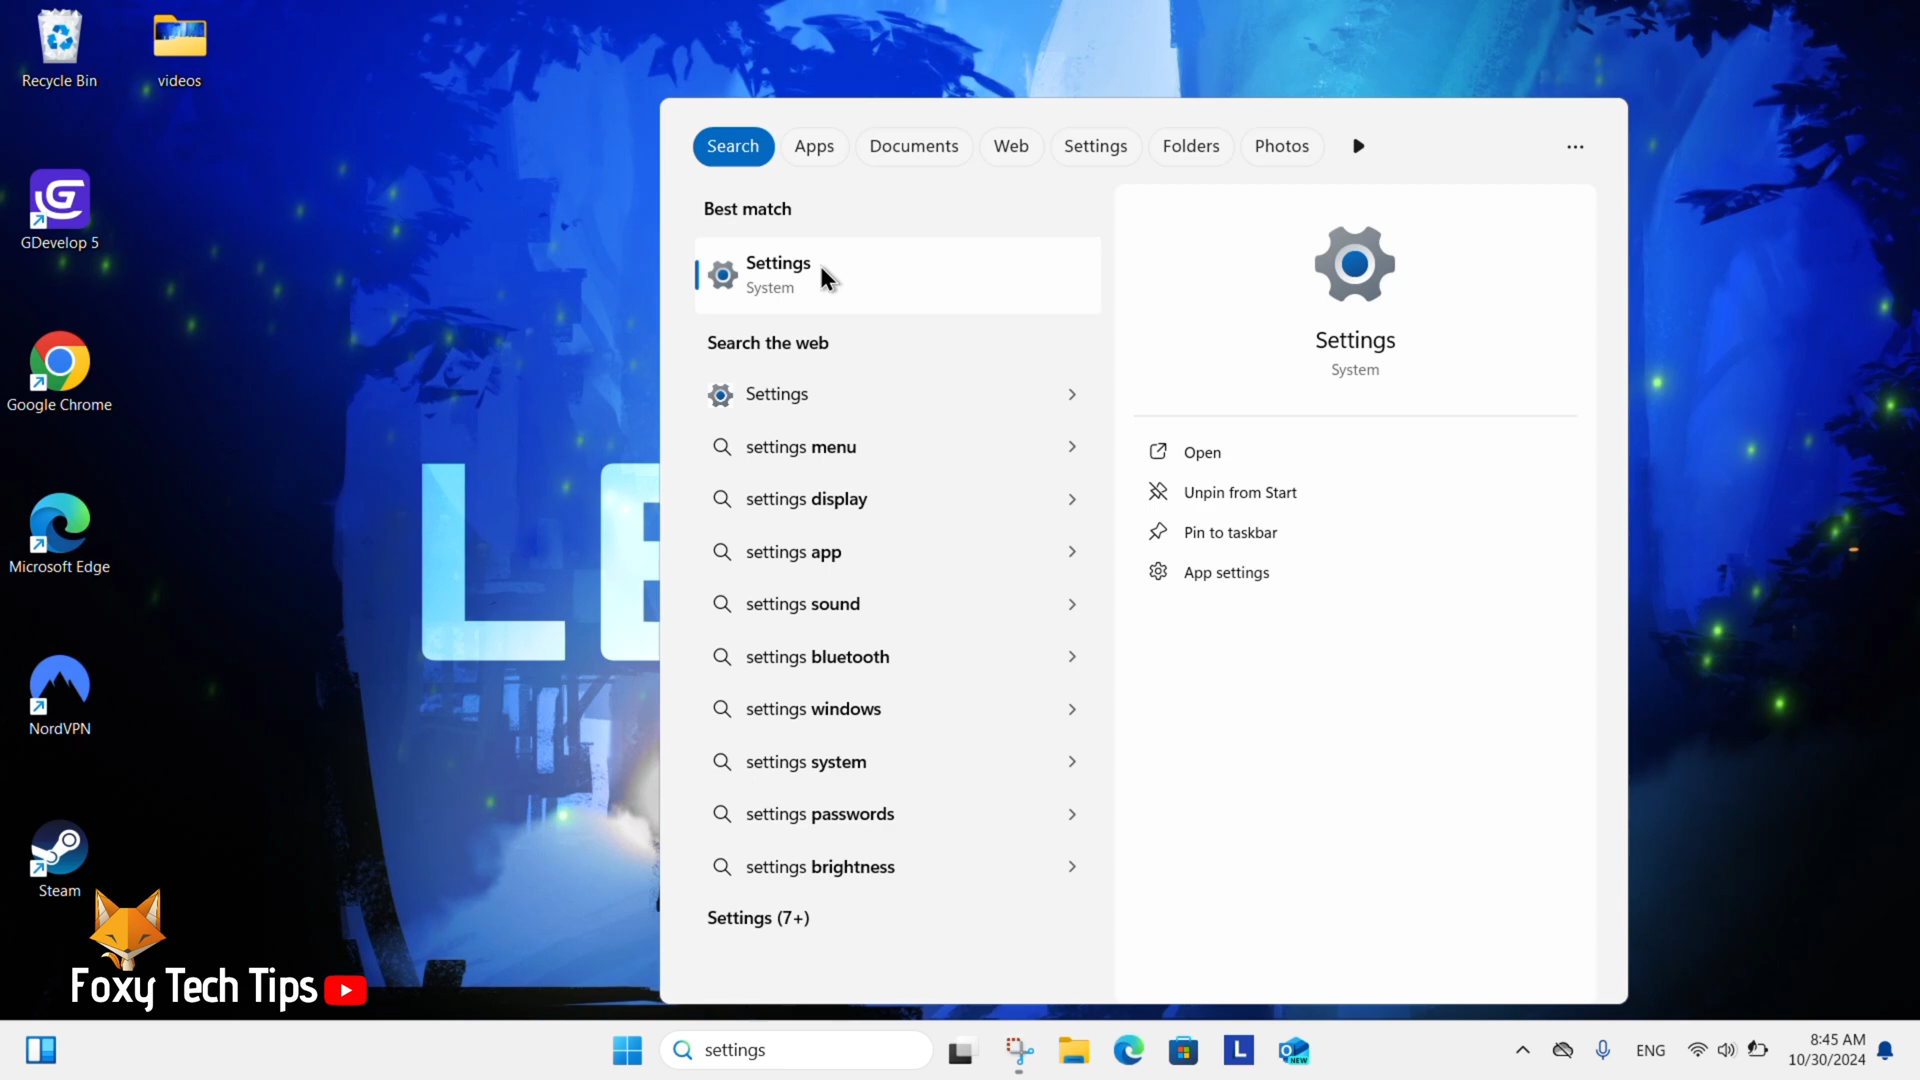 Recycle Bin
videos
GDevelop 5
Google Chrome
Microsoft Edge
NordVPN
Steam
Foxy Tech Tips
LE
Search
Apps
Documents
Web
Settings
Folders
Photos
Best match
Settings
System
Search the web
Settings
settings menu
settings display
settings app
settings sound
settings bluetooth
settings windows
settings system
settings passwords
settings brightness
Settings (7+)
Settings
System
Open
Unpin from Start
Pin to taskbar
App settings
settings
L
NEW
ENG
8:45 AM
10/30/2024